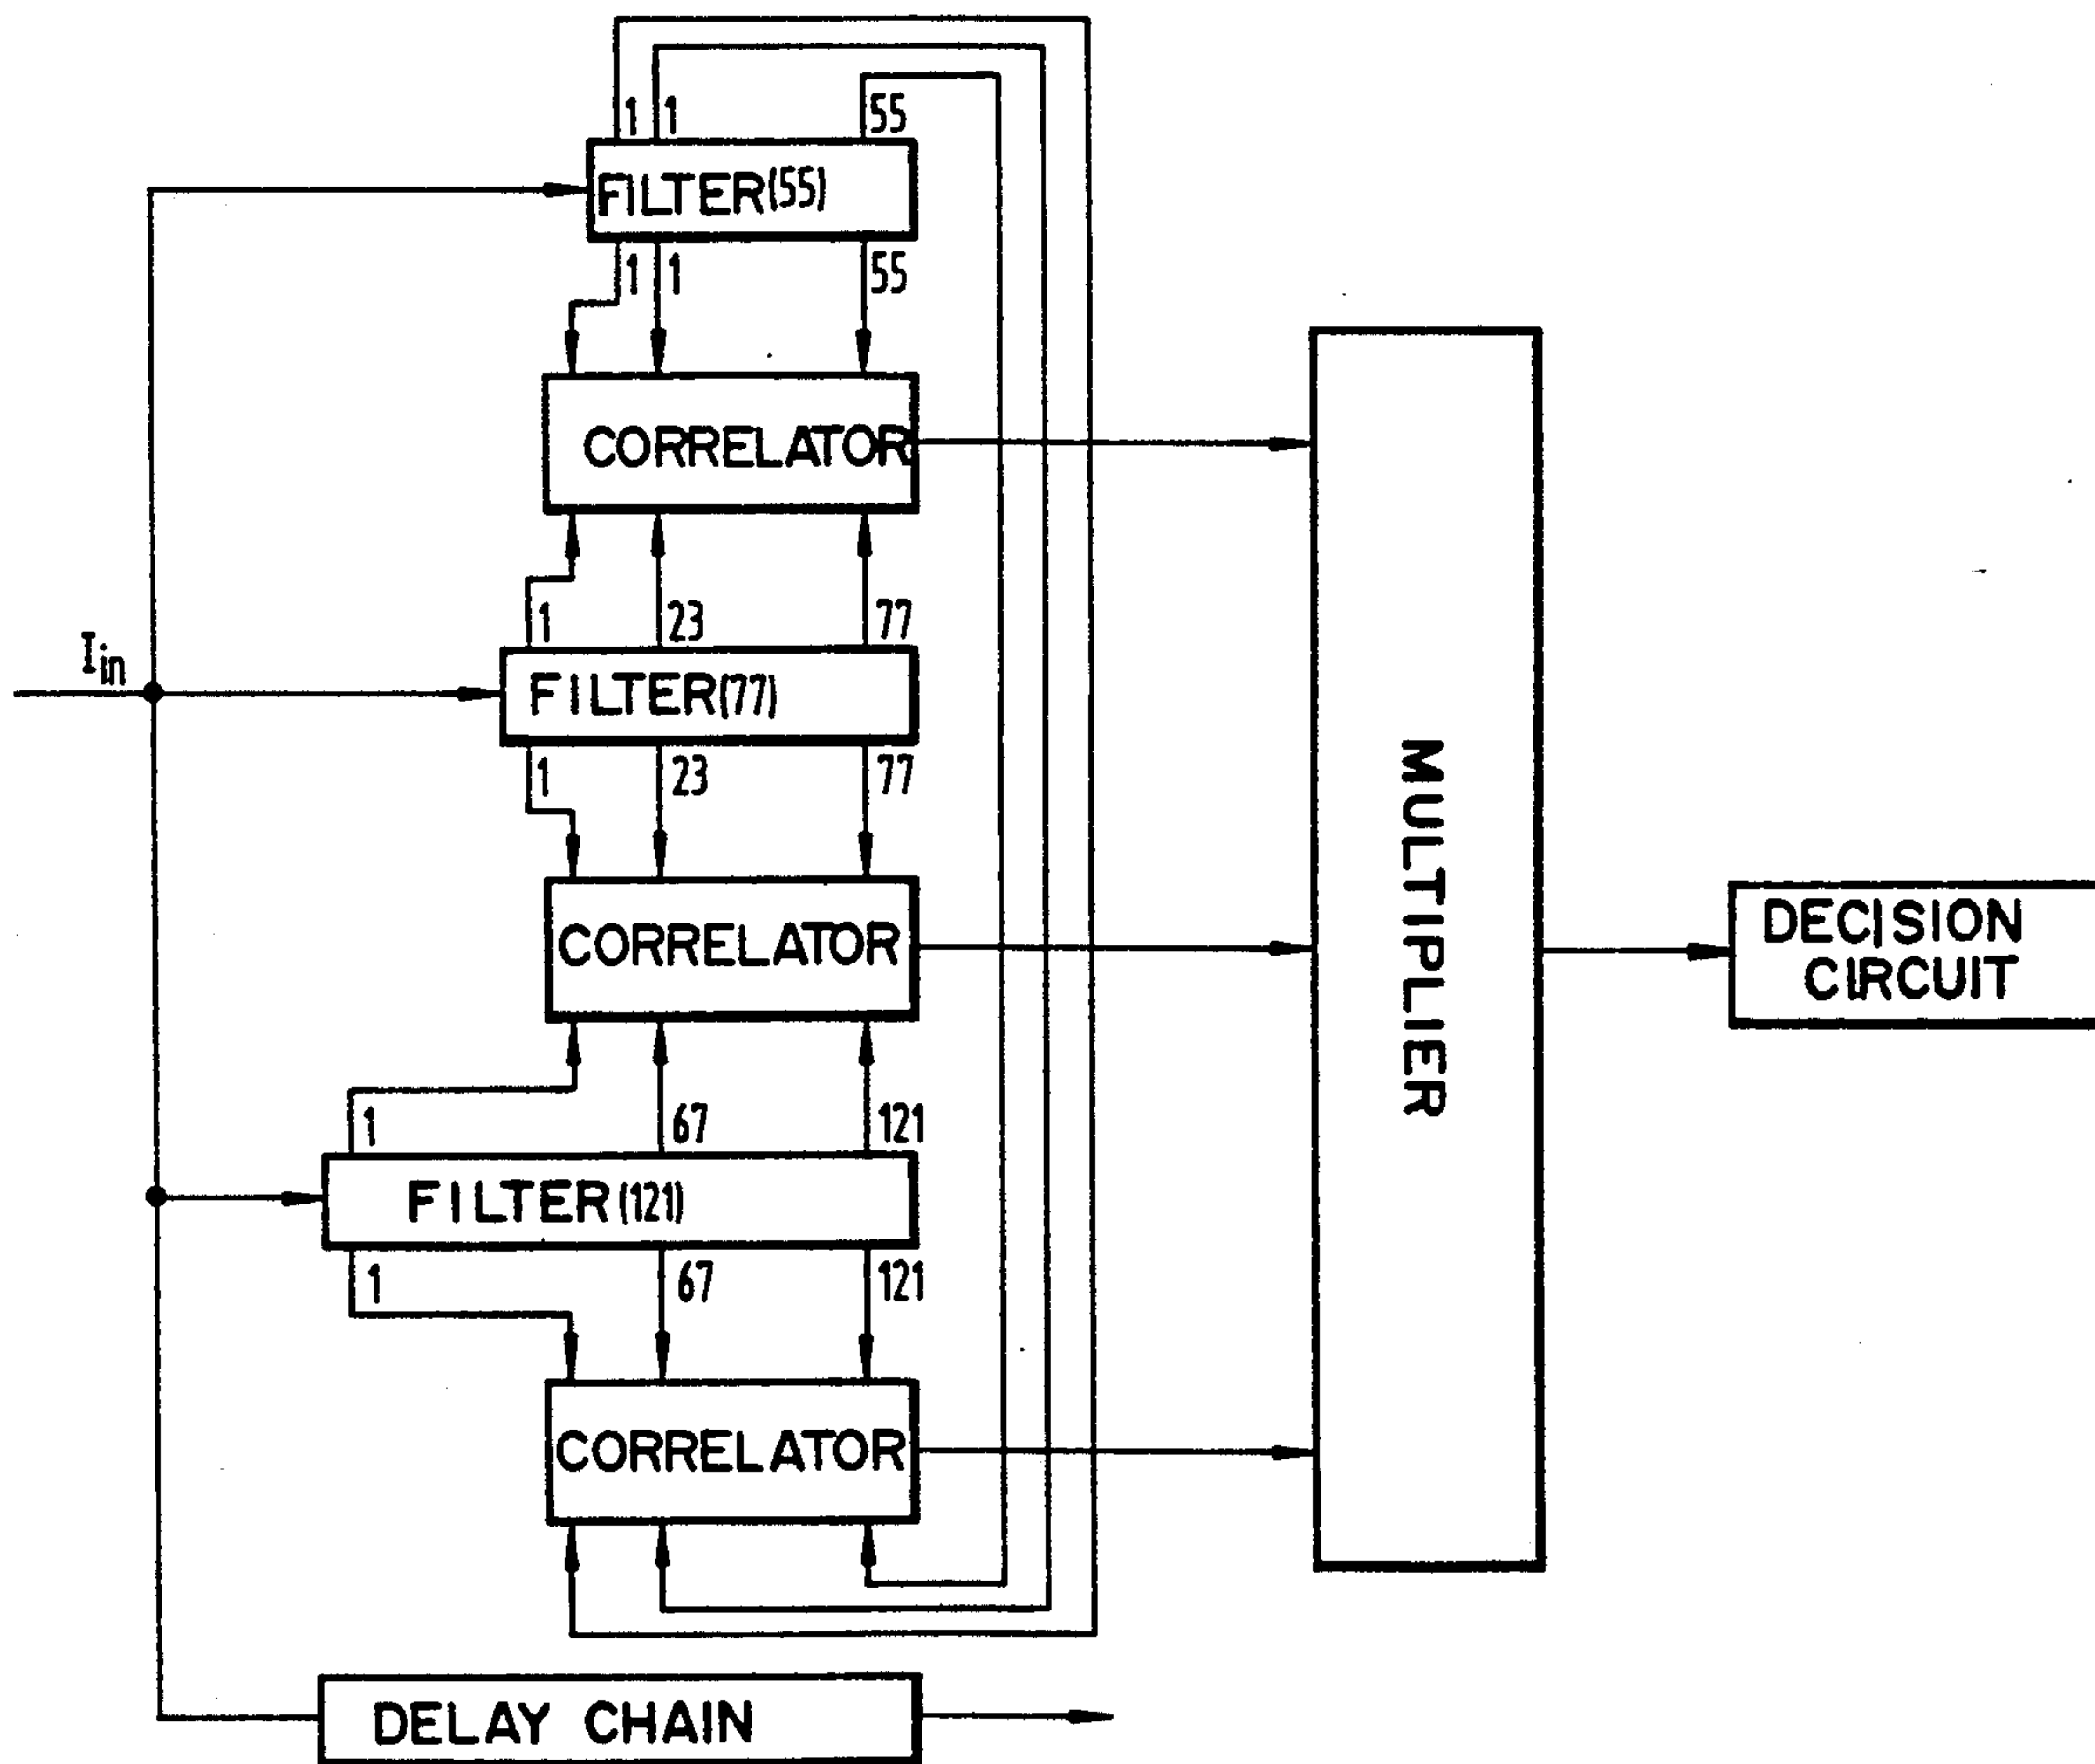 1 1 55
FILTER(55)
1 1 55
CORRELATOR
1 23 77
Iin
FILTER(77)
1 23 77
MULTIPLIER
DECISION
CIRCUIT
CORRELATOR
1 67 121
FILTER(121)
1 67 121
CORRELATOR
DELAY CHAIN